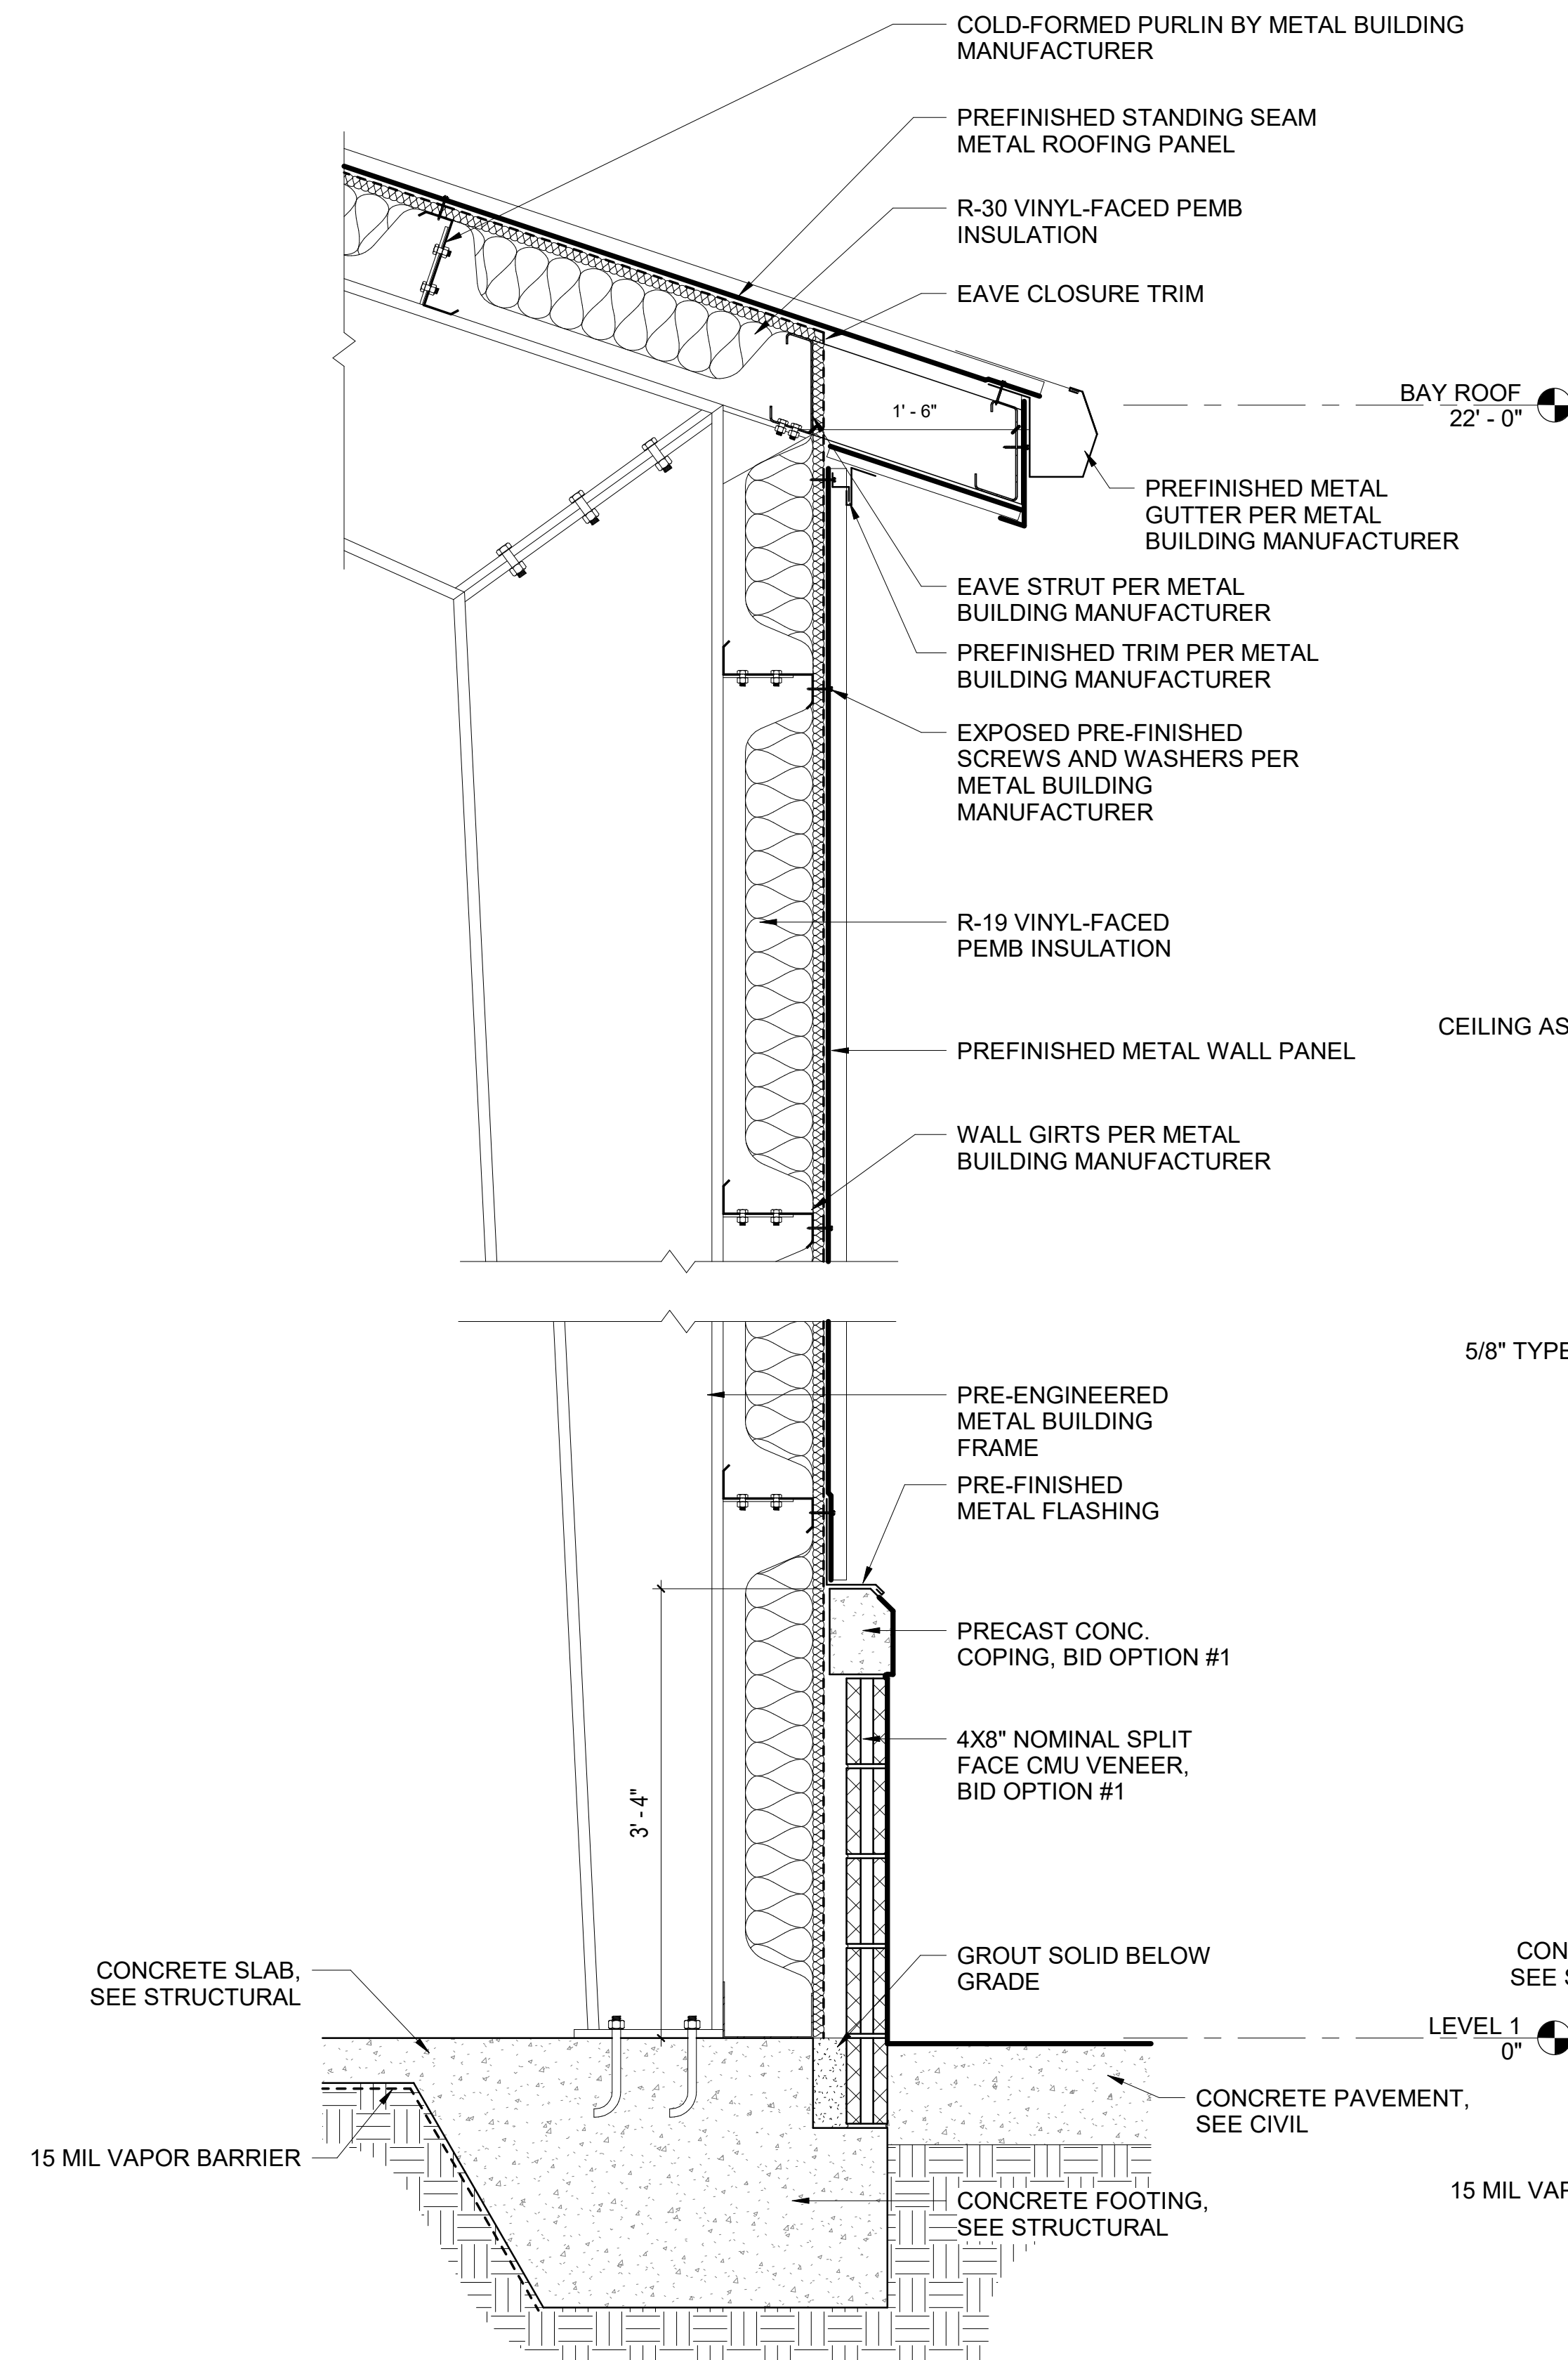 COLD-FORMED PURLIN BY METAL BUILDING
MANUFACTURER
PREFINISHED STANDING SEAM
METAL ROOFING PANEL
R-30 VINYL-FACED PEMB
INSULATION
EAVE CLOSURE TRIM
BAY ROOF
22' - 0"
1' - 6"
PREFINISHED METAL
GUTTER PER METAL
BUILDING MANUFACTURER
EAVE STRUT PER METAL
BUILDING MANUFACTURER
PREFINISHED TRIM PER METAL
BUILDING MANUFACTURER
EXPOSED PRE-FINISHED
SCREWS AND WASHERS PER
METAL BUILDING
MANUFACTURER
R-19 VINYL-FACED
PEMB INSULATION
CEILING AS
PREFINISHED METAL WALL PANEL
WALL GIRTS PER METAL
BUILDING MANUFACTURER
5/8" TYPE
PRE-ENGINEERED
METAL BUILDING
FRAME
PRE-FINISHED
METAL FLASHING
PRECAST CONC.
COPING, BID OPTION #1
4X8" NOMINAL SPLIT
FACE CMU VENEER,
BID OPTION #1
3' - 4"
GROUT SOLID BELOW
GRADE
CONCRETE SLAB,
SEE STRUCTURAL
CON
SEE S
LEVEL 1
0"
CONCRETE PAVEMENT,
SEE CIVIL
15 MIL VAPOR BARRIER
15 MIL VAP
CONCRETE FOOTING,
SEE STRUCTURAL